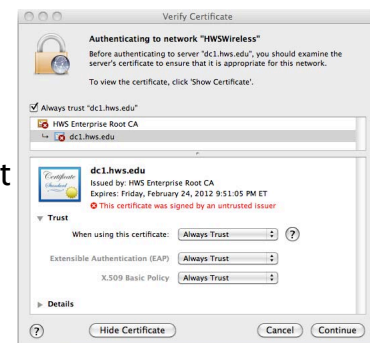 Verify Certificate
Authenticating to network "HWSWireless"
Before authenticating to server "dc1.hws.edu", you should examine the
server's certificate to ensure that it is appropriate for this network.
To view the certificate, click 'Show Certificate'.
Always trust "dc1.hws.edu"
HWS Enterprise Root CA
dc1.hws.edu
t
Certificate
Standard
dc1.hws.edu
Issued by: HWS Enterprise Root CA
Expires: Friday, February 24, 2012 9:51:05 PM ET
This certificate was signed by an untrusted issuer
Trust
When using this certificate: Always Trust ?
Extensible Authentication (EAP) Always Trust
X.509 Basic Policy Always Trust
Details
? Hide Certificate Cancel Continue